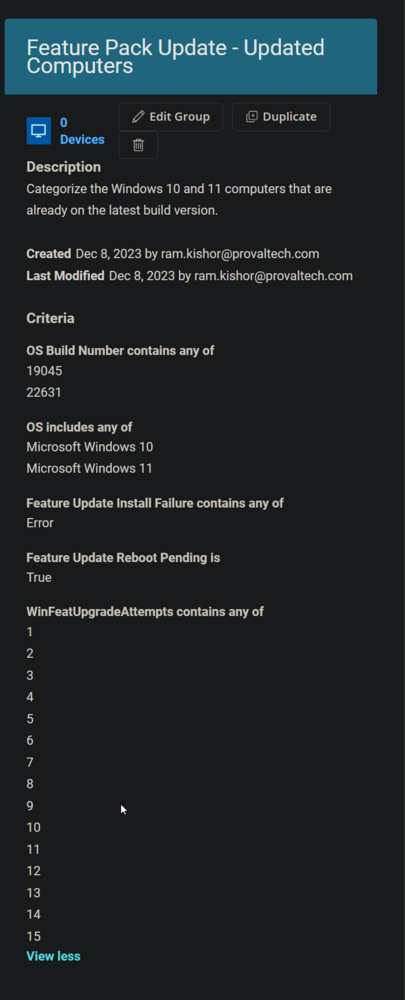 Feature Pack Update - Updated
Computers
0
Devices
Edit Group
Duplicate
Description
Categorize the Windows 10 and 11 computers that are
already on the latest build version.
Created Dec 8, 2023 by ram.kishor@provaltech.com
Last Modified Dec 8, 2023 by ram.kishor@provaltech.com
Criteria
OS Build Number contains any of
19045
22631
OS includes any of
Microsoft Windows 10
Microsoft Windows 11
Feature Update Install Failure contains any of
Error
Feature Update Reboot Pending is
True
WinFeatUpgradeAttempts contains any of
1
2
3
4
5
6
7
8
9
10
11
12
13
14
15
View less